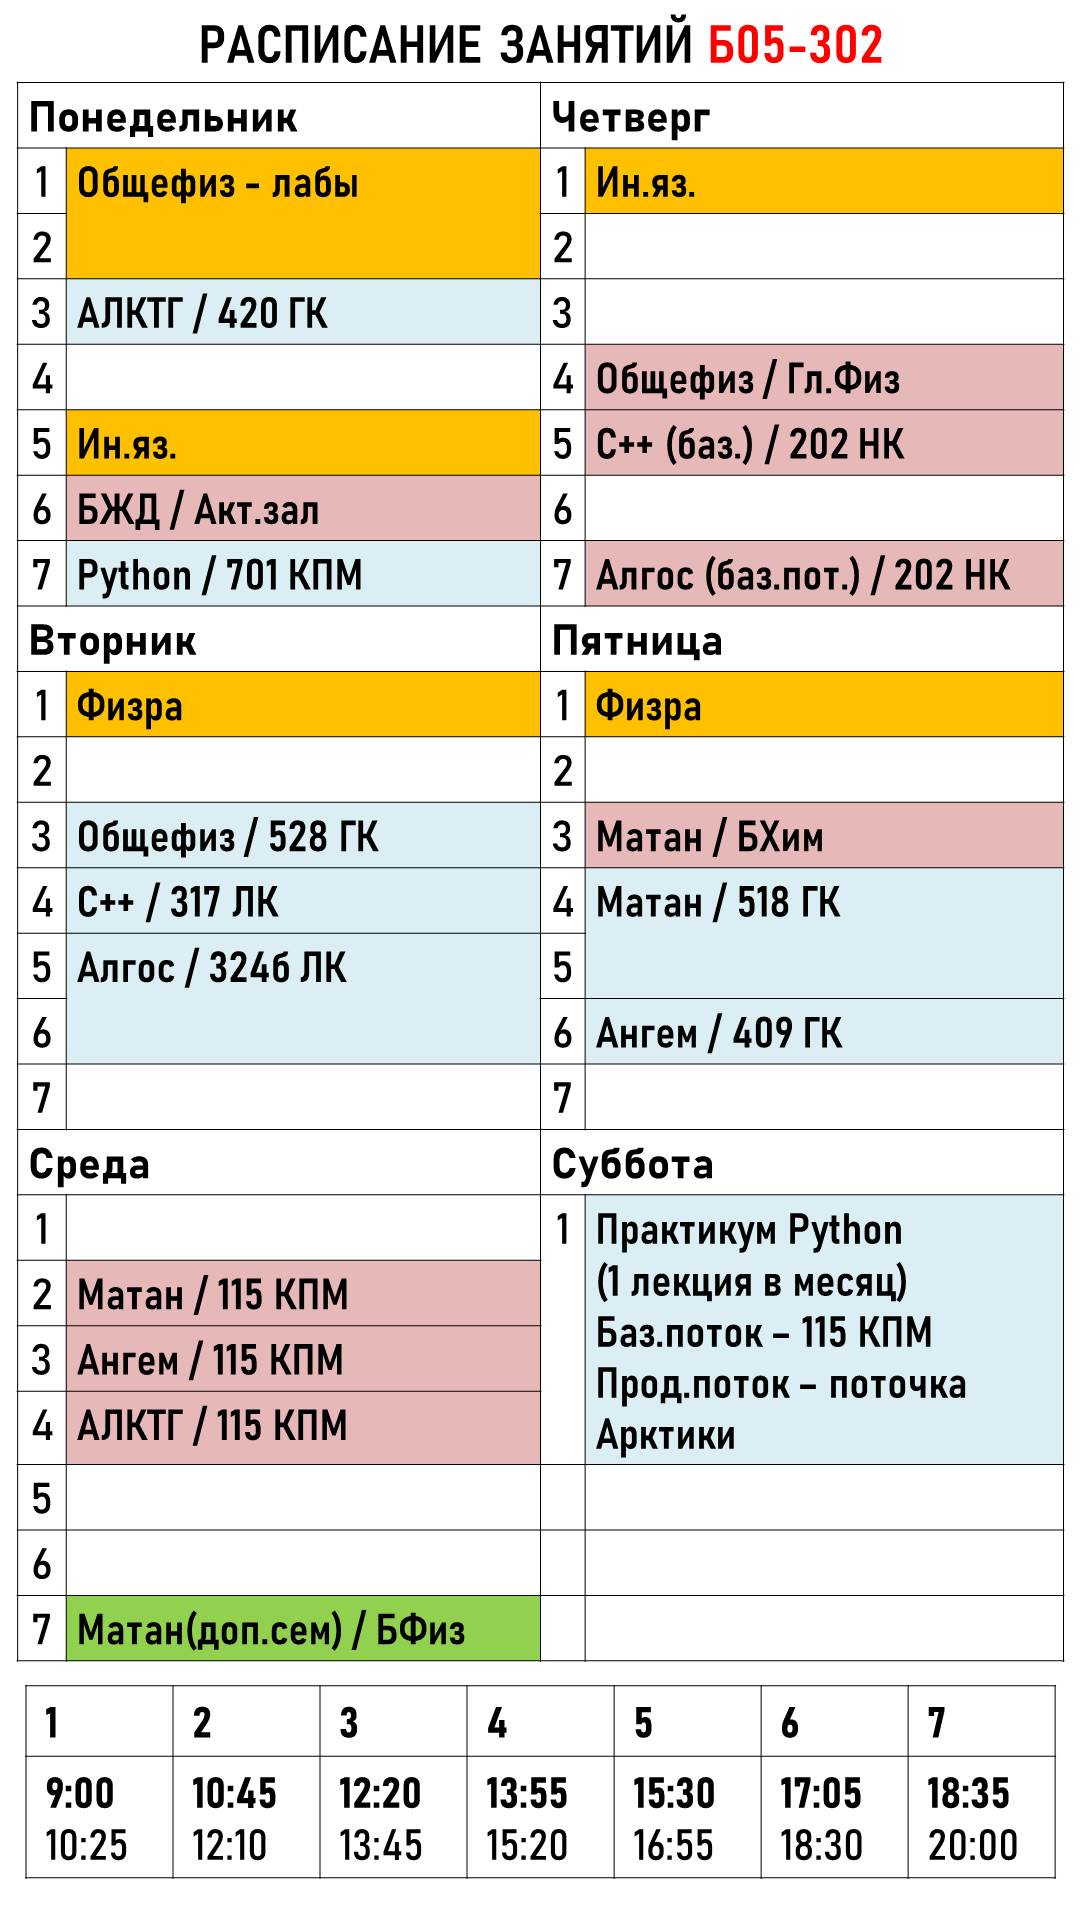 РАСПИСАНИЕ ЗАНЯТИЙ Б05-302
Понедельник
1 Общефиз - лабы
2
3 АЛКТГ / 420 ГК
4
5 Ин.яз.
6 БЖД / Акт.зал
7 Python / 701 КПМ
Четверг
1 Ин.яз.
2
3
4 Общефиз / Гл.Физ
5 C++ (баз.) / 202 НК
6
7 Алгос (баз.пот.) / 202 НК
Вторник
1 Физра
2
3 Общефиз / 528 ГК
4 C++ / 317 ЛК
5 Алгос / 324б ЛК
6
7
Пятница
1 Физра
2
3 Матан / БХим
4 Матан / 518 ГК
5
6 Ангем / 409 ГК
7
Среда
1
2 Матан / 115 КПМ
3 Ангем / 115 КПМ
4 АЛКТГ / 115 КПМ
5
6
7 Матан(доп.сем) / БФиз
Суббота
1 Практикум Python
(1 лекция в месяц)
Баз.поток – 115 КПМ
Прод.поток – поточка
Арктики
1 2 3 4 5 6 7
9:00 10:45 12:20 13:55 15:30 17:05 18:35
10:25 12:10 13:45 15:20 16:55 18:30 20:00